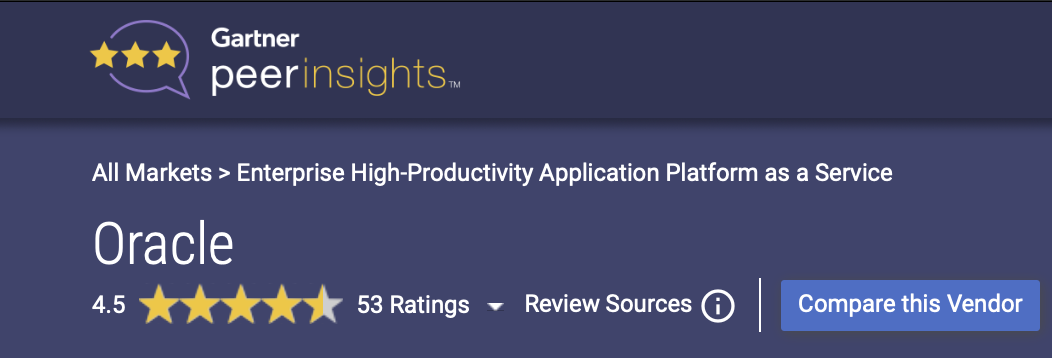 Gartner
peerinsights™
All Markets > Enterprise High-Productivity Application Platform as a Service
Oracle
4.5 53 Ratings Review Sources Compare this Vendor